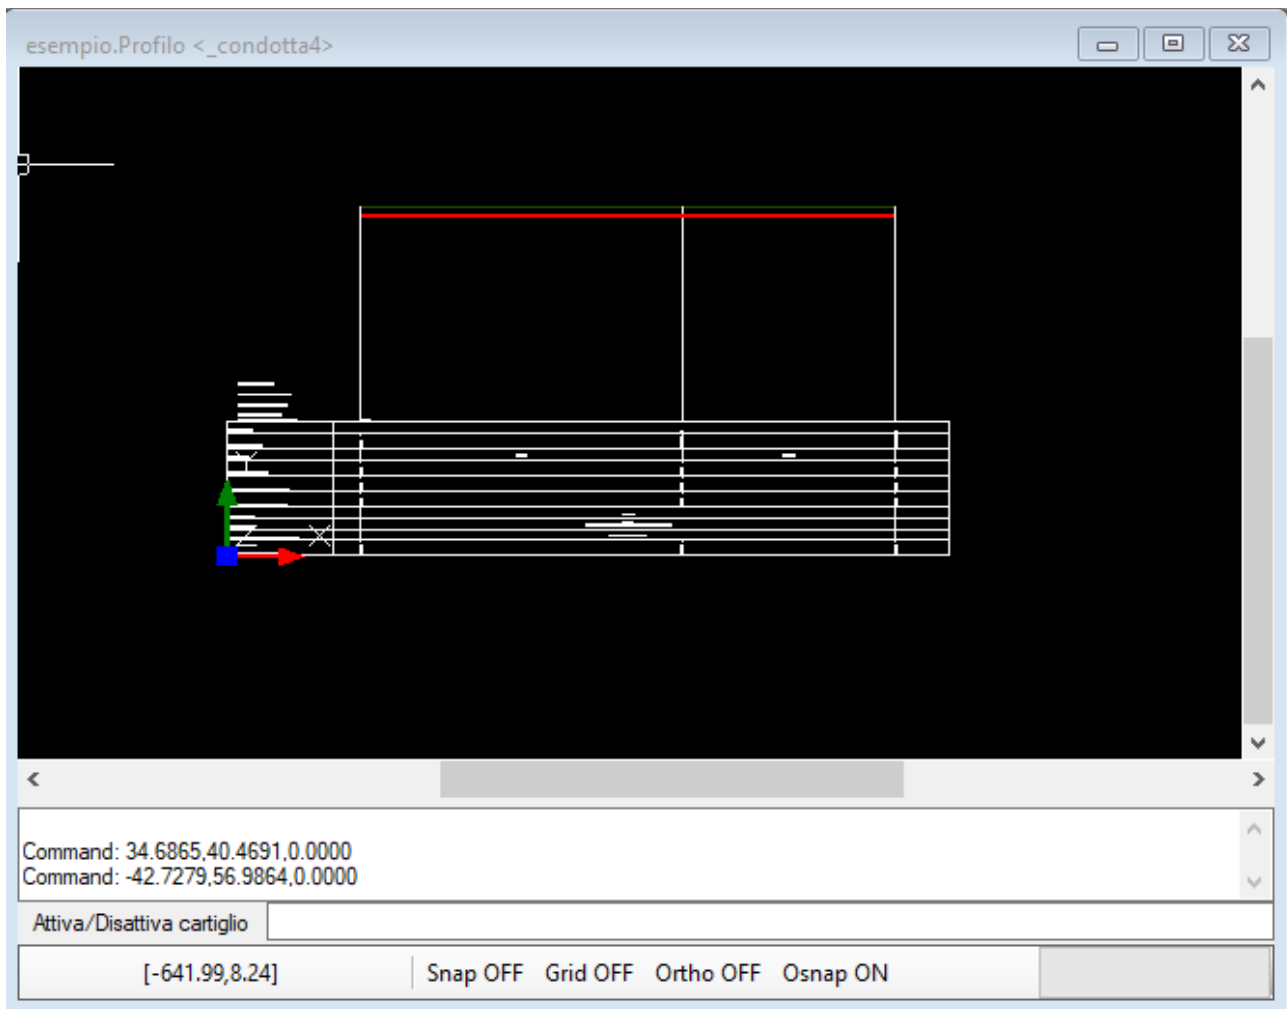 esempio.Profilo <_condotta4>
Y
Z X
Command: 34.6865,40.4691,0.0000
Command: -42.7279,56.9864,0.0000
Attiva/Disattiva cartiglio
[-641.99,8.24] Snap OFF Grid OFF Ortho OFF Osnap ON